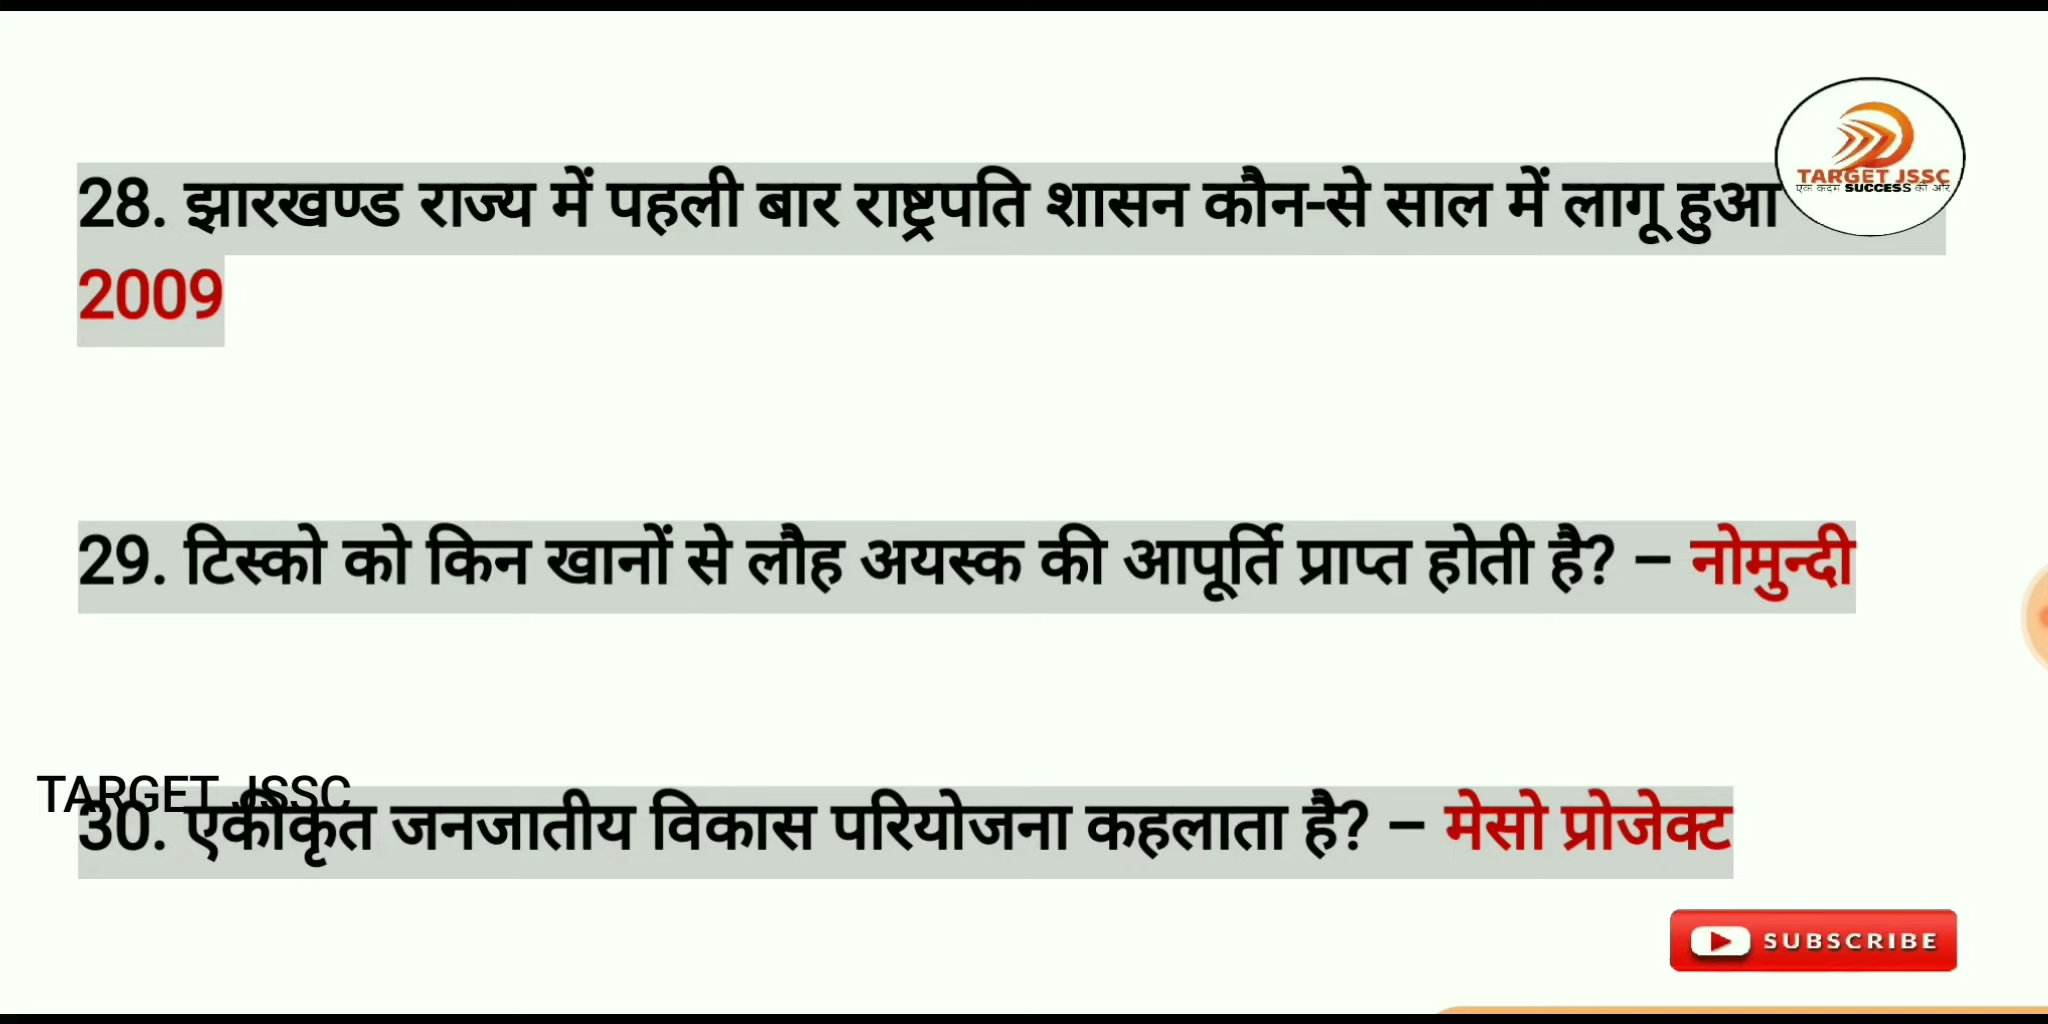 TARGET JSSC
एक कदम SUCCESS की ओर
28. झारखण्ड राज्य में पहली बार राष्ट्रपति शासन कौन-से साल में लागू हुआ
2009
29. टिस्को को किन खानों से लौह अयस्क की आपूर्ति प्राप्त होती है? – नोमुन्दी
TARGET JSSC
30. एकीकृत जनजातीय विकास परियोजना कहलाता है? – मेसो प्रोजेक्ट
SUBSCRIBE